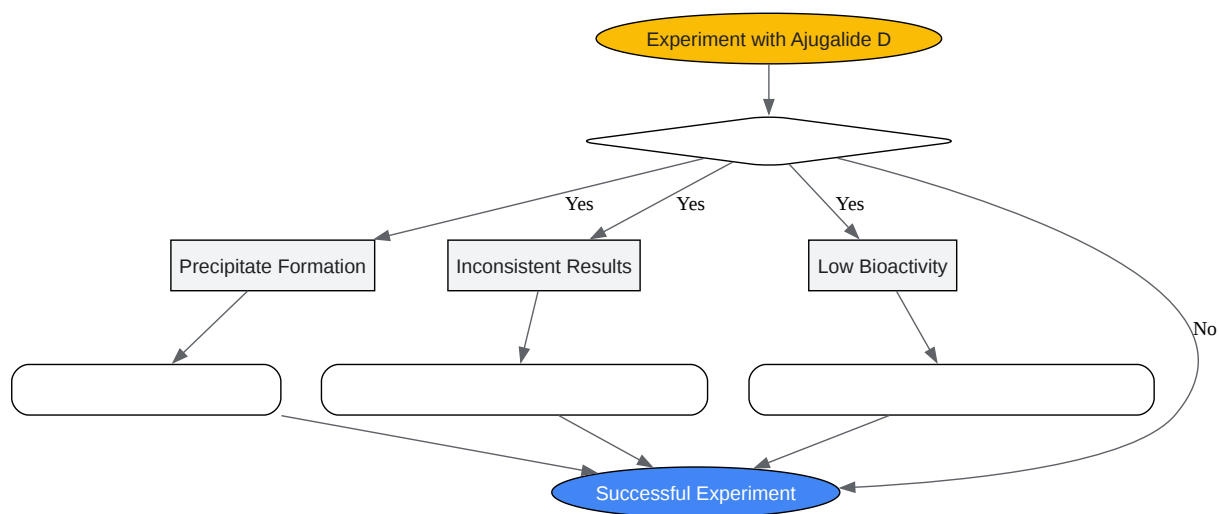 Experiment with Ajugalide D
Yes
Yes
Yes
Precipitate Formation
Inconsistent Results
Low Bioactivity
No
Successful Experiment